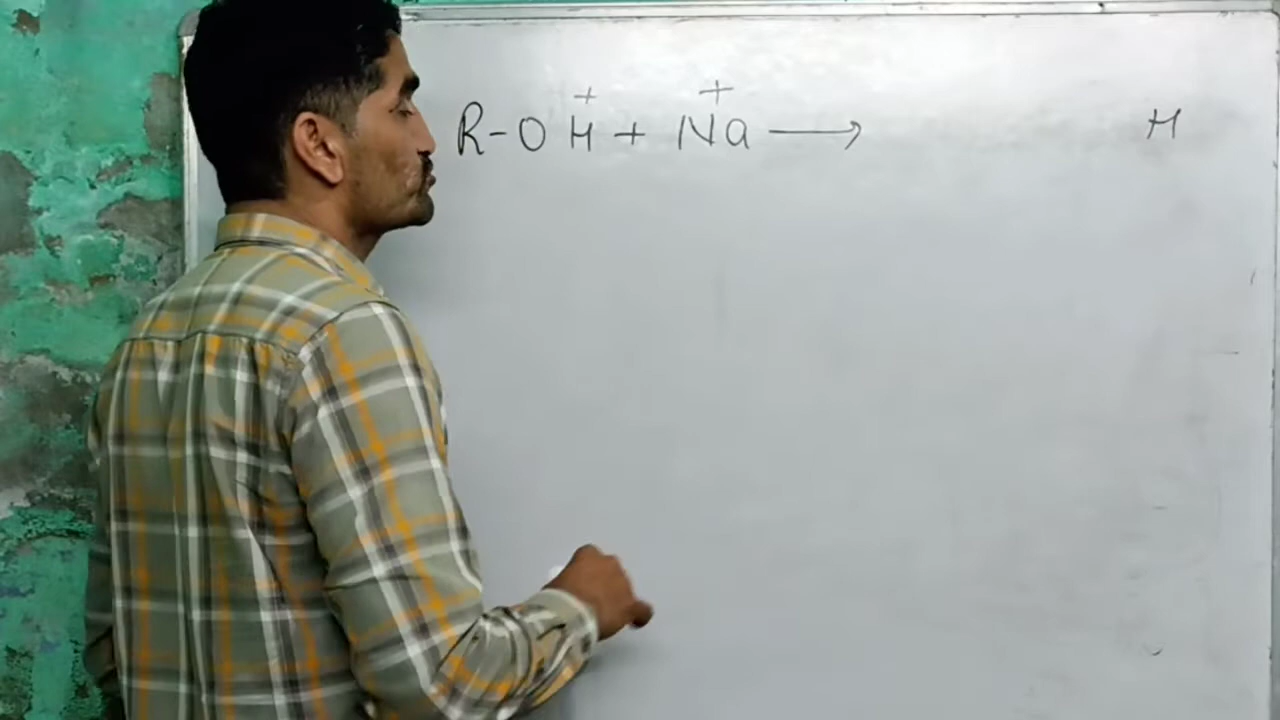 R-OH⁺ + Na⁺ ⟶ H